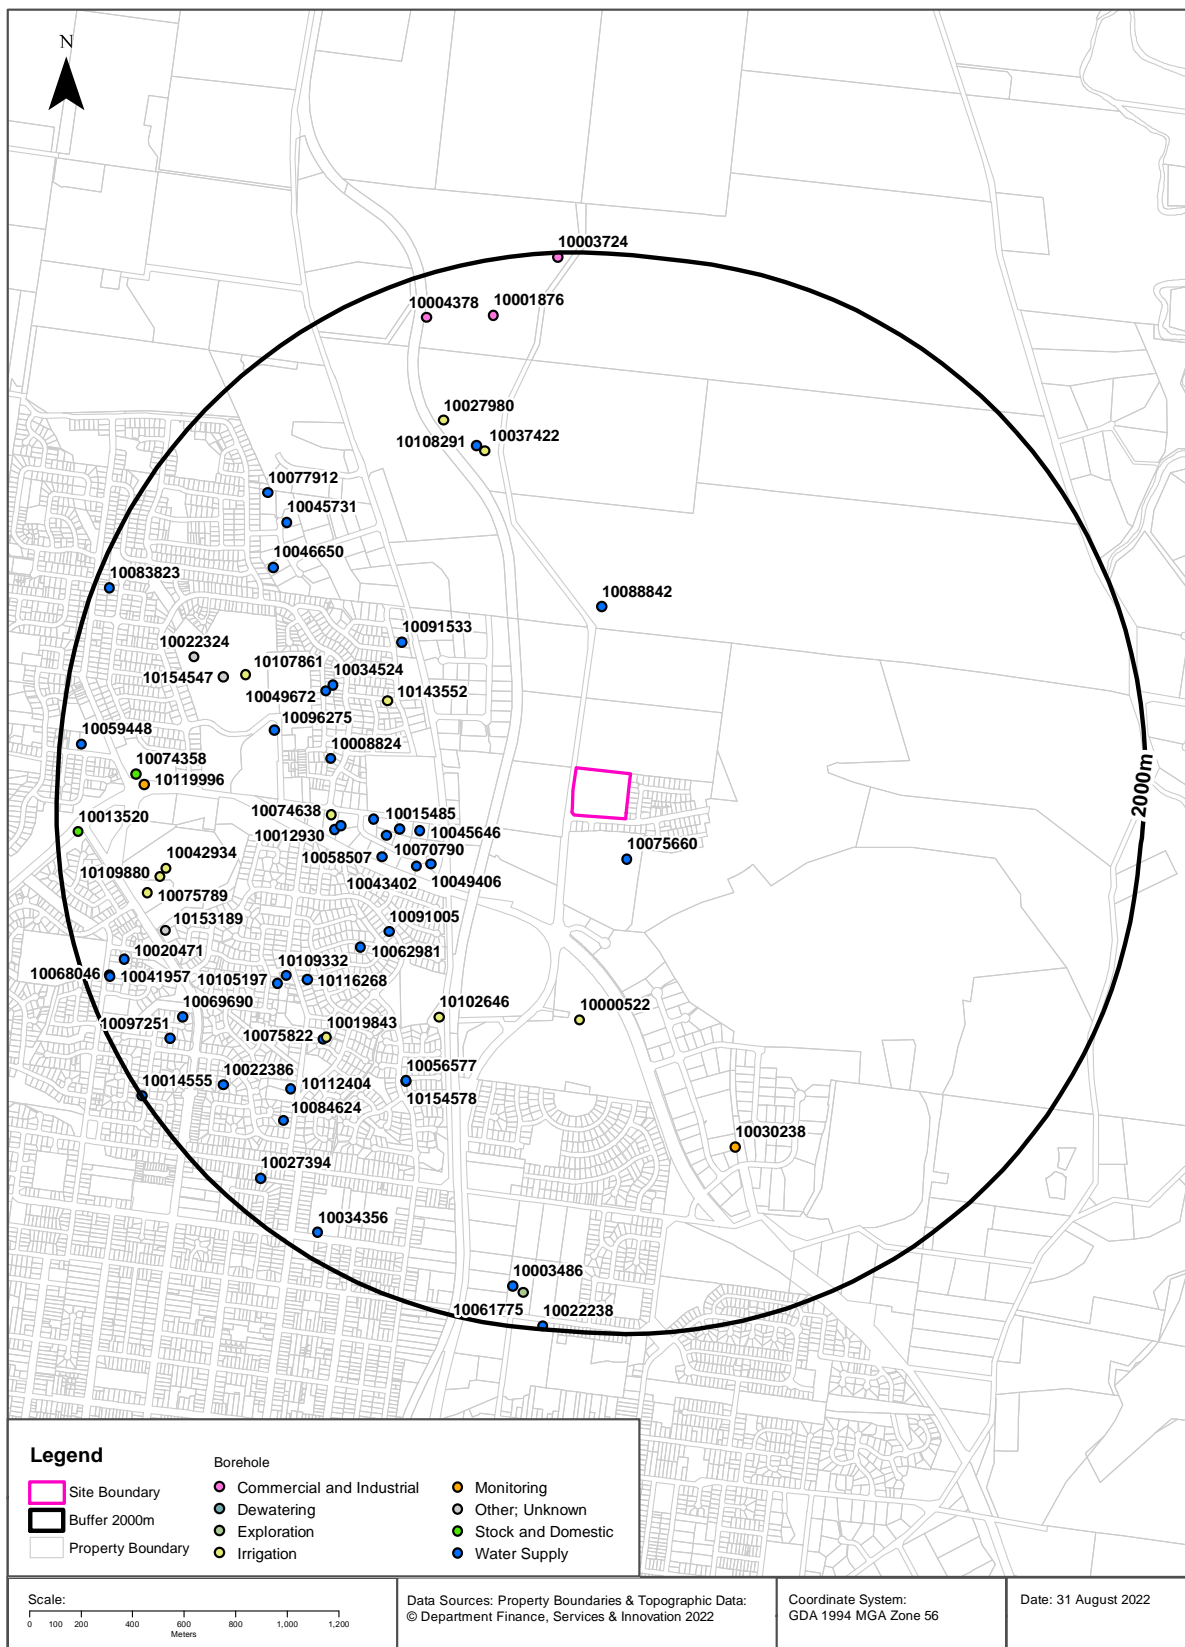 N
10003724
10004378
10001876
10027980
10108291
10037422
10077912
10045731
10046650
10083823
10088842
10091533
10022324
10107861
10154547
10034524
10049672
10143552
10096275
10059448
10008824
10074358
10119996
2000m
10074638
10015485
10013520
10012930
10045646
10042934
10058507
10070790
10075660
10109880
10043402
10049406
10075789
10153189
10091005
10020471
10062981
10109332
10068046
10041957
10105197
10116268
10069690
10102646
10000522
10097251
10075822
10019843
10022386
10056577
10014555
10112404
10154578
10084624
10030238
10027394
10034356
10003486
10061775
10022238
Legend
Site Boundary
Buffer 2000m
Property Boundary
Borehole
Commercial and Industrial
Dewatering
Exploration
Irrigation
Monitoring
Other; Unknown
Stock and Domestic
Water Supply
Scale:
0 100 200 400 600 800 1,000 1,200
Meters
Data Sources: Property Boundaries & Topographic Data:
© Department Finance, Services & Innovation 2022
Coordinate System:
GDA 1994 MGA Zone 56
Date: 31 August 2022